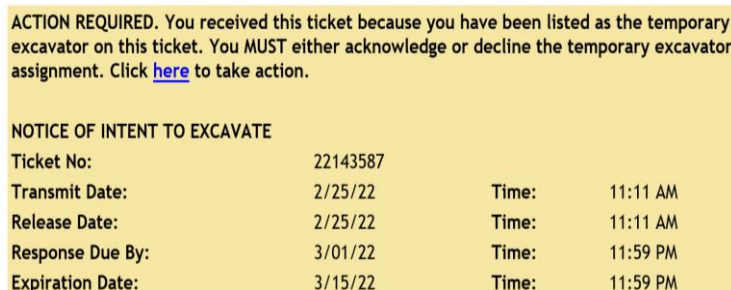 ACTION REQUIRED. You received this ticket because you have been listed as the temporary
excavator on this ticket. You MUST either acknowledge or decline the temporary excavator
assignment. Click here to take action.
NOTICE OF INTENT TO EXCAVATE
Ticket No: 22143587
Transmit Date: 2/25/22 Time: 11:11 AM
Release Date: 2/25/22 Time: 11:11 AM
Response Due By: 3/01/22 Time: 11:59 PM
Expiration Date: 3/15/22 Time: 11:59 PM